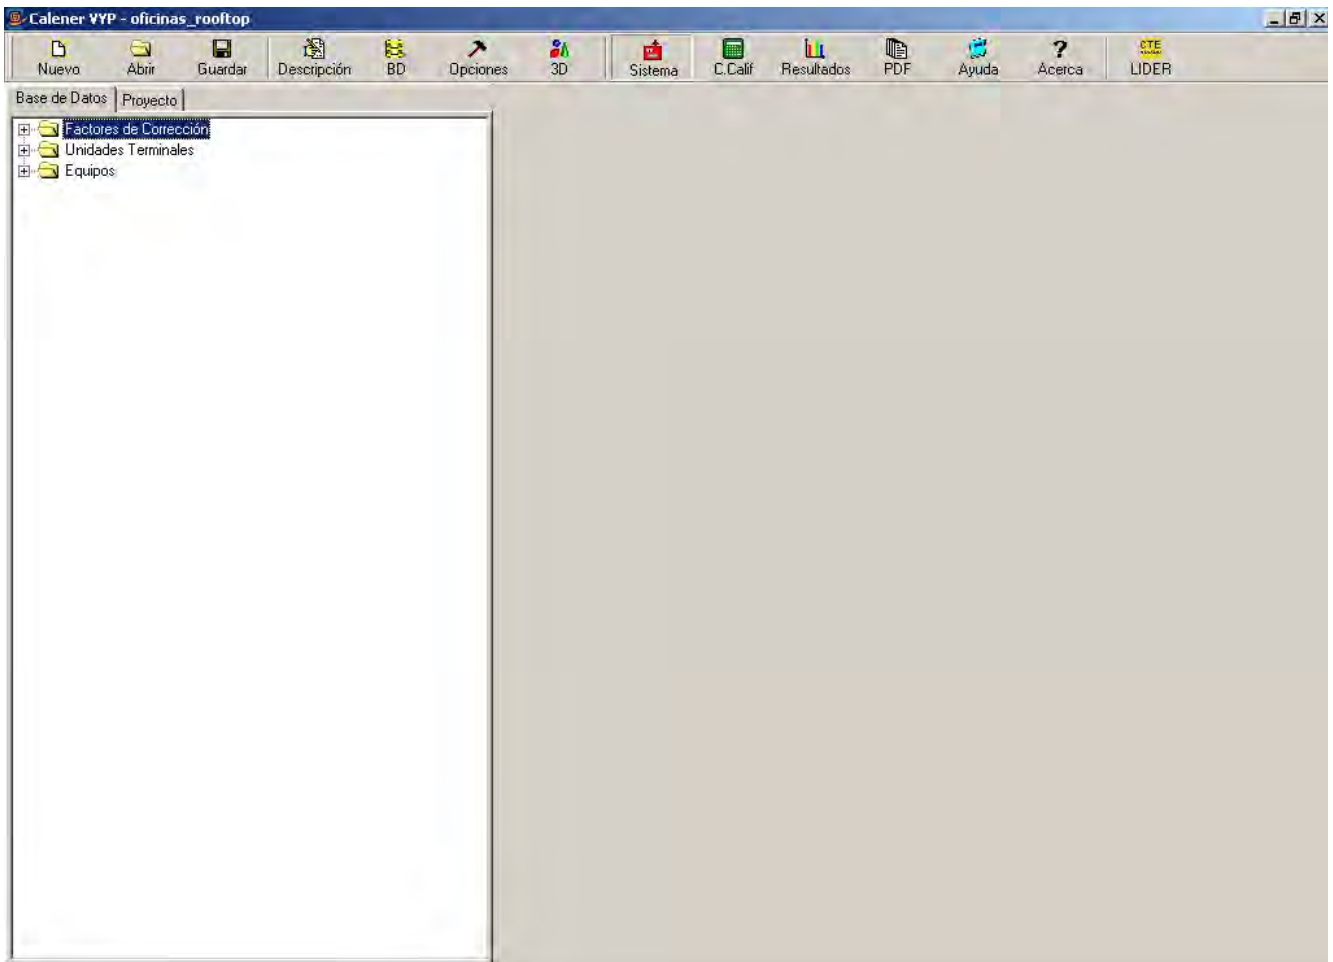 Calener VYP - oficinas_rooftop
Nuevo Abrir Guardar Descripción BD Opciones 3D Sistema C.Calif Resultados PDF Ayuda Acerca CTE LIDER
Base de Datos Proyecto
Factores de Corrección
Unidades Terminales
Equipos